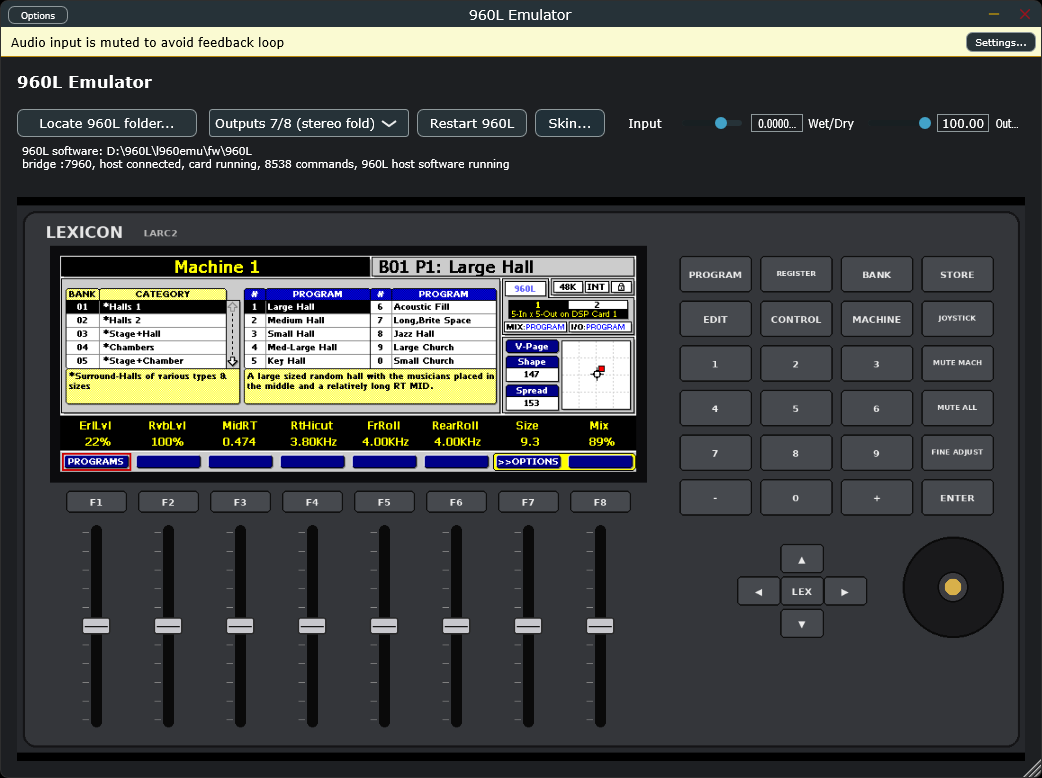 Options
960L Emulator
Audio input is muted to avoid feedback loop
Settings...
960L Emulator
Locate 960L folder... Outputs 7/8 (stereo fold) Restart 960L Skin... Input 0.0000... Wet/Dry 100.00 Out...
960L software: D:\960L\l960emu\fw\960L
bridge :7960, host connected, card running, 8538 commands, 960L host software running
LEXICON LARC2
Machine 1 B01 P1: Large Hall
BANK CATEGORY
01 *Halls 1
02 *Halls 2
03 *Stage+Hall
04 *Chambers
05 *Stage+Chamber
*Surround-Halls of various types & sizes
# PROGRAM # PROGRAM
1 Large Hall 6 Acoustic Fill
2 Medium Hall 7 Long,Brite Space
3 Small Hall 8 Jazz Hall
4 Med-Large Hall 9 Large Church
5 Key Hall 0 Small Church
A large sized random hall with the musicians placed in
the middle and a relatively long RT MID.
960L 48K INT
1 2
5-In x 5-Out on DSP Card 1
MIX:PROGRAM I/O:PROGRAM
V-Page
Shape
147
Spread
153
ErlLvl RvbLvl MidRT RtHicut FrRoll RearRoll Size Mix
22% 100% 0.474 3.80KHz 4.00KHz 4.00KHz 9.3 89%
PROGRAMS >>OPTIONS
F1 F2 F3 F4 F5 F6 F7 F8
PROGRAM REGISTER BANK STORE
EDIT CONTROL MACHINE JOYSTICK
1 2 3 MUTE MACH
4 5 6 MUTE ALL
7 8 9 FINE ADJUST
- 0 + ENTER
▲
◄ LEX ►
▼